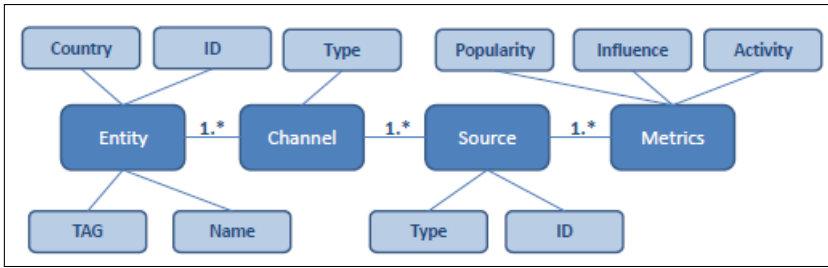 Country ID Type Popularity Influence Activity
Entity 1.* Channel 1.* Source 1.* Metrics
TAG Name Type ID